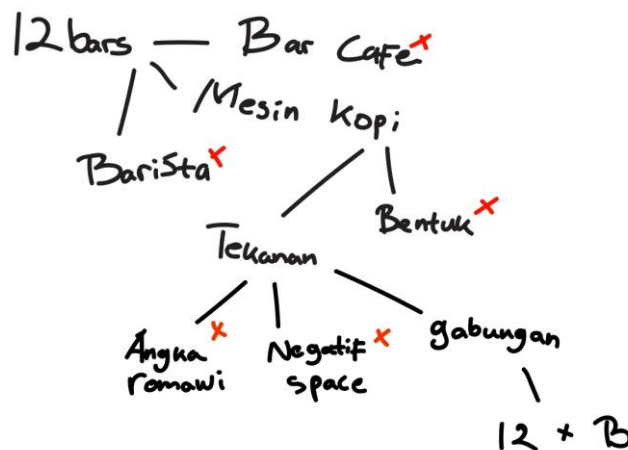 12 bars
Bar Cafe
Mesin Kopi
Barista
Bentuk
Tekanan
Angka
romawi
Negatif
space
gabungan
12 + B